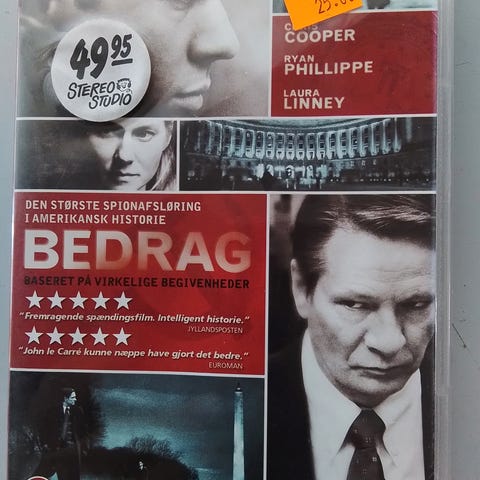 25.
49.95
STEREO
STUDIO
COOPER
RYAN
PHILLIPPE
LAURA
LINNEY
DEN STØRSTE SPIONAFSLØRING
I AMERIKANSK HISTORIE
BEDRAG
BASERET PÅ VIRKELIGE BEGIVENHEDER
"Fremragende spændingsfilm. Intelligent historie."
JYLLANDSPOSTEN
"John le Carré kunne næppe have gjort det bedre."
EUROMAN